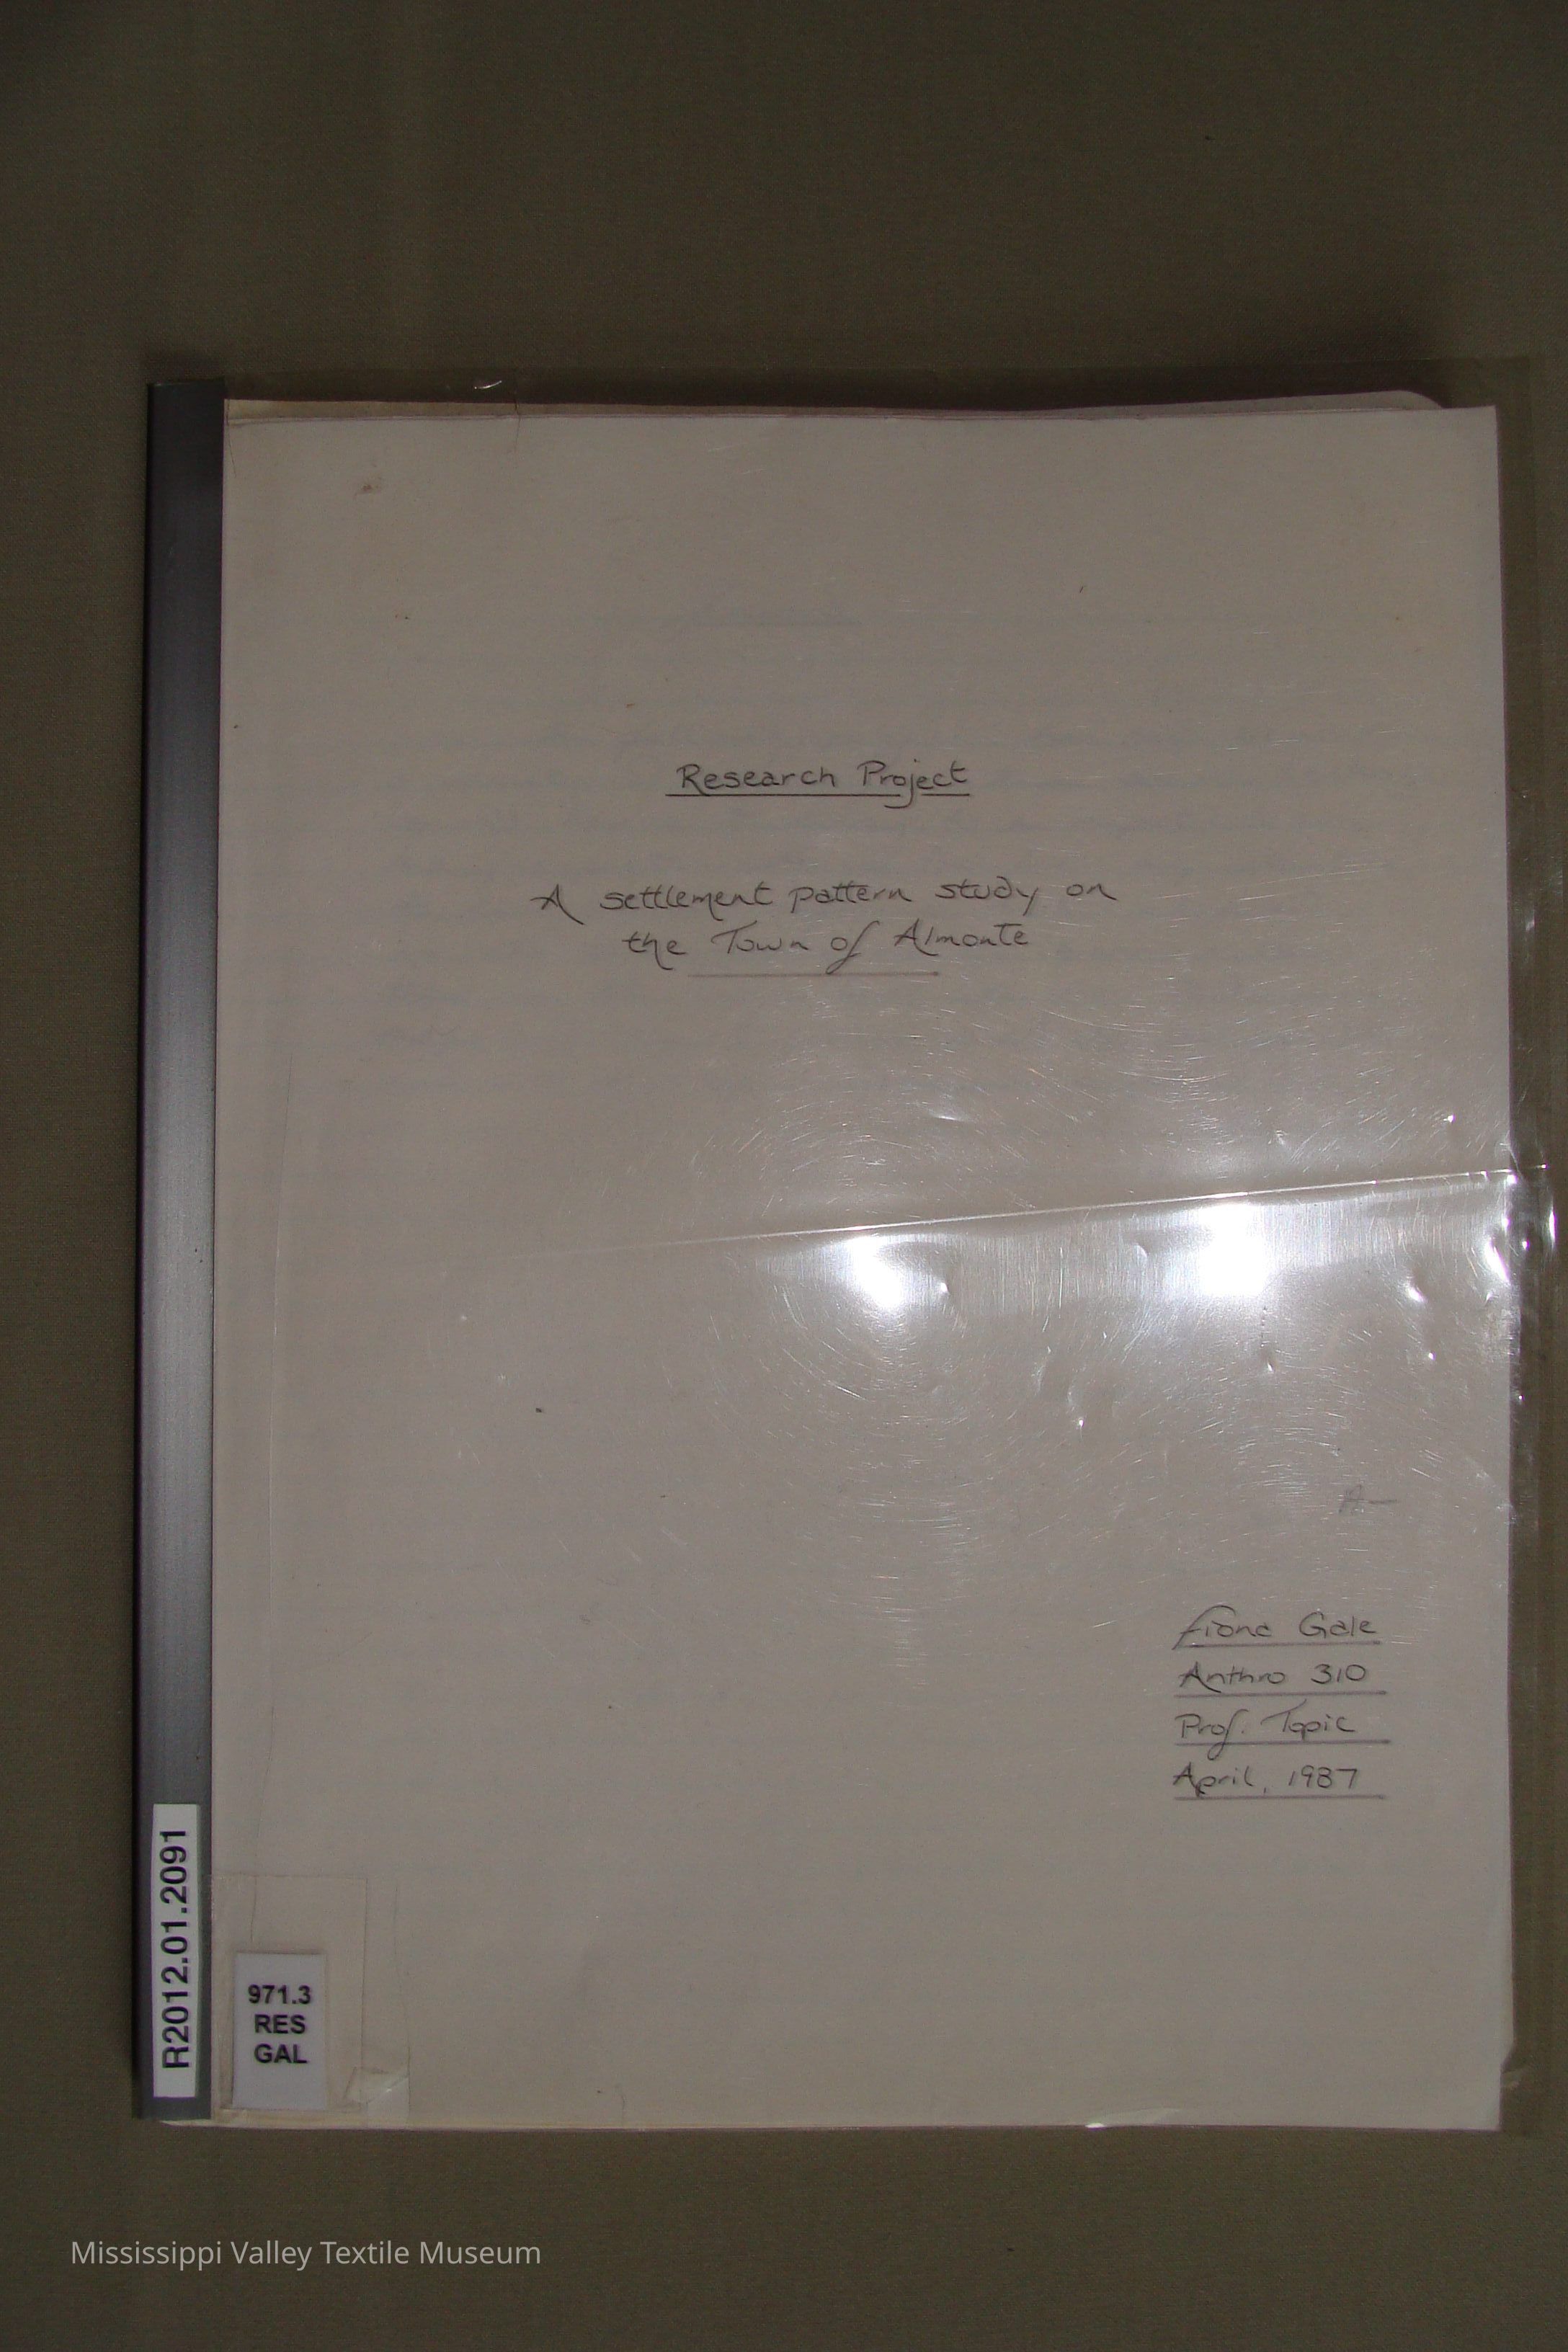 Research Project
A settlement pattern study on
the Town of Almonte
A-
Fiona Gale
Anthro 310
Prof. Topic
April, 1987
R2012.01.2091
971.3
RES
GAL
Mississippi Valley Textile Museum